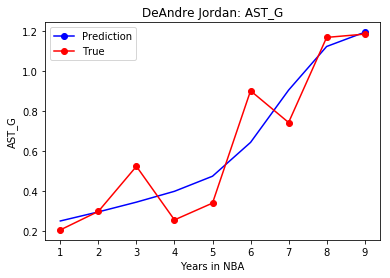 DeAndre Jordan: AST_G
Prediction
True
AST_G
1.2
1.0
0.8
0.6
0.4
0.2
1 2 3 4 5 6 7 8 9
Years in NBA